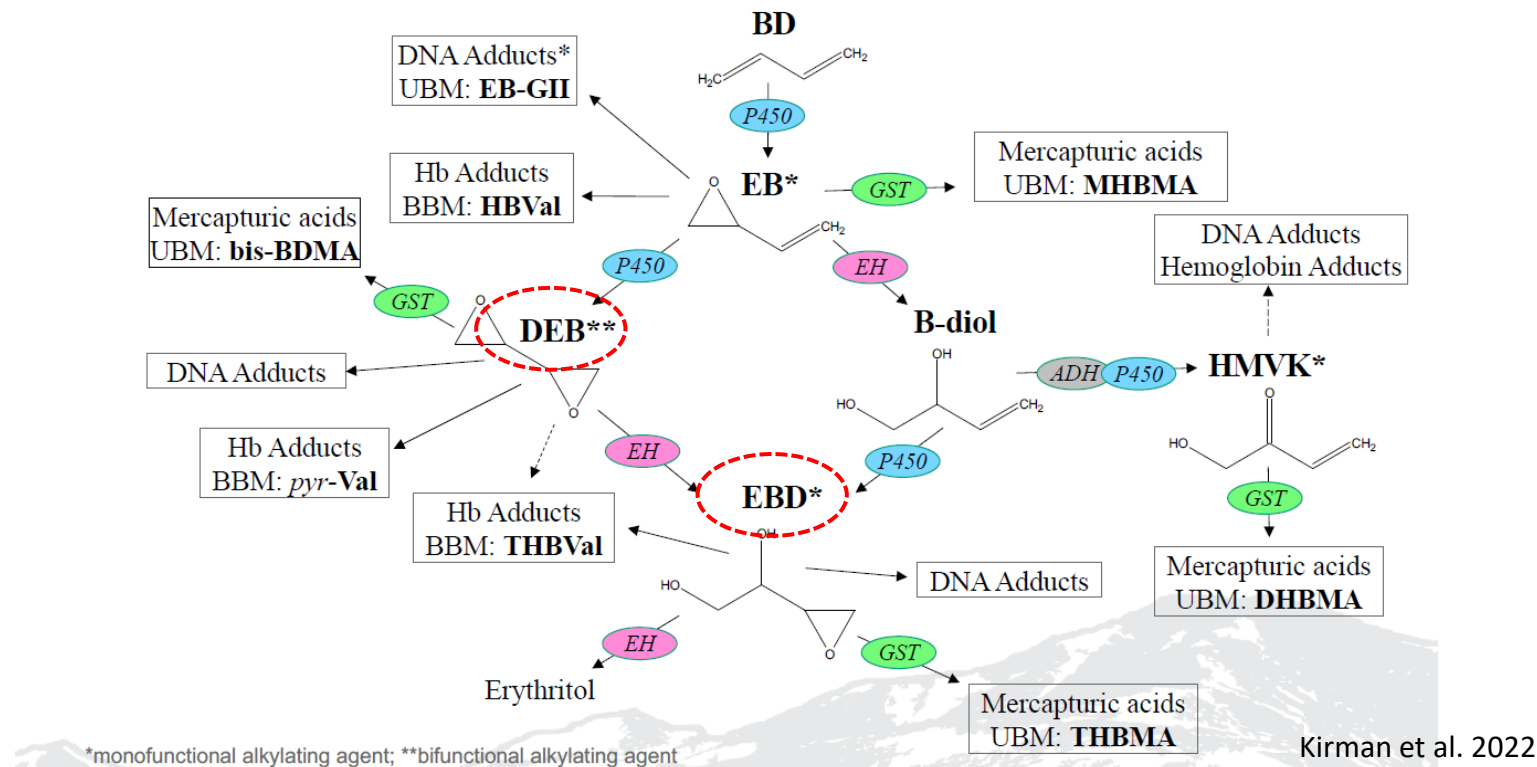 BD
H₂C
CH₂
P450
DNA Adducts*
UBM: EB-GII
EB*
O
CH₂
GST
Mercapturic acids
UBM: MHBMA
Hb Adducts
BBM: HBVal
P450
EH
Mercapturic acids
UBM: bis-BDMA
GST
O
DEB**
O
DNA Adducts
Hb Adducts
BBM: pyr-Val
EH
Hb Adducts
BBM: THBVal
B-diol
OH
HO
CH₂
P450
ADH
P450
HMVK*
O
HO
CH₂
DNA Adducts
Hemoglobin Adducts
GST
Mercapturic acids
UBM: DHBMA
EBD*
OH
HO
O
DNA Adducts
EH
Erythritol
GST
Mercapturic acids
UBM: THBMA
*monofunctional alkylating agent; **bifunctional alkylating agent
Kirman et al. 2022